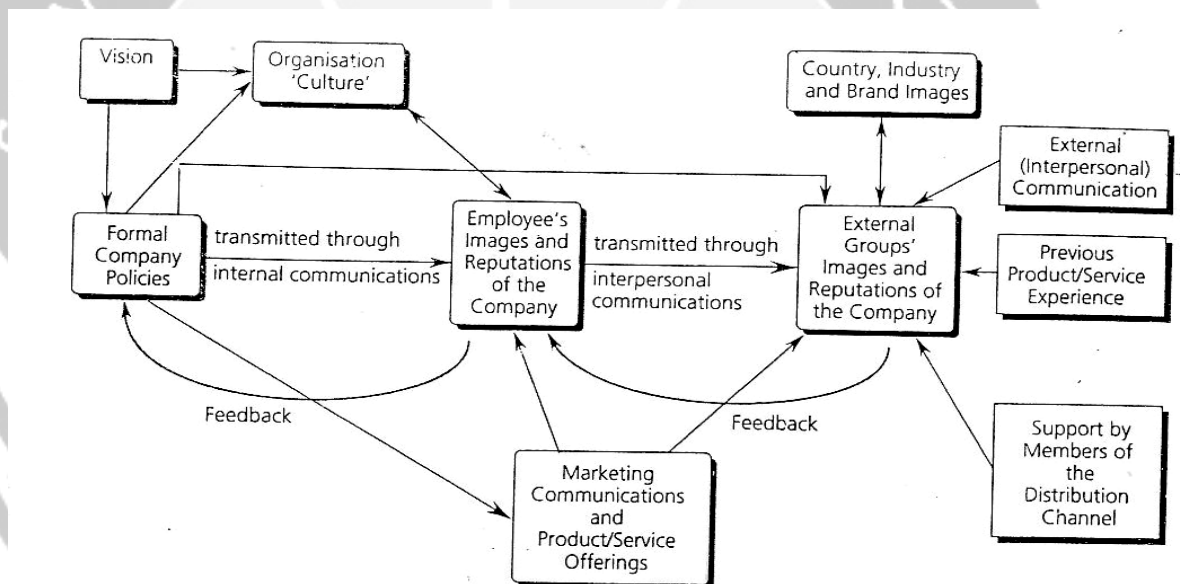 Vision
Organisation
'Culture'
Country, Industry
and Brand Images
External
(Interpersonal)
Communication
Formal
Company
Policies
transmitted through
internal communications
Employee's
Images and
Reputations
of the
Company
transmitted through
interpersonal
communications
External
Groups'
Images and
Reputations of
the Company
Previous
Product/Service
Experience
Feedback
Feedback
Marketing
Communications
and
Product/Service
Offerings
Support by
Members of
the
Distribution
Channel